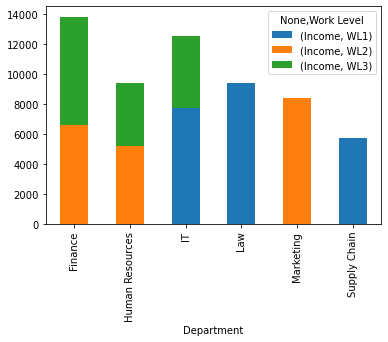 None,Work Level
(Income, WL1)
(Income, WL2)
(Income, WL3)
14000
12000
10000
8000
6000
4000
2000
0
Finance
Human Resources
IT
Law
Marketing
Supply Chain
Department